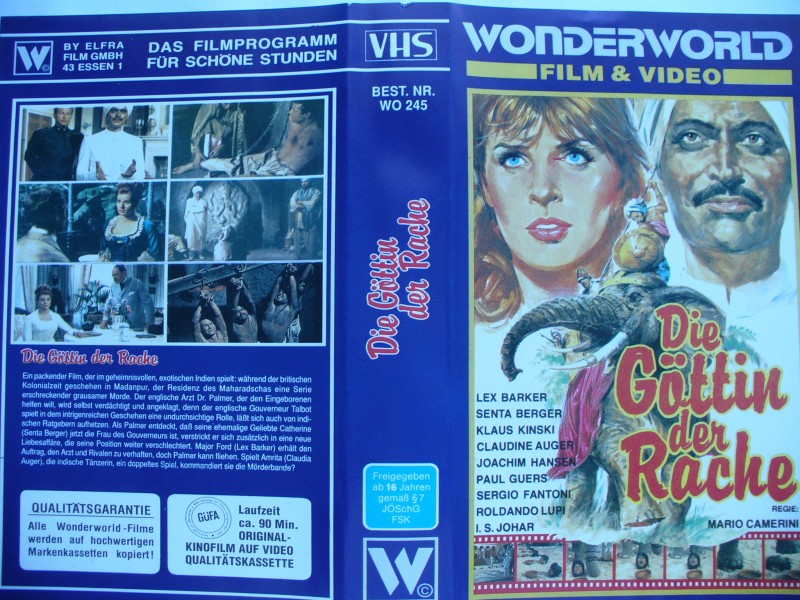 W©
BY ELFRA
FILM GMBH
43 ESSEN 1
DAS FILMPROGRAMM
FÜR SCHÖNE STUNDEN
Die Göttin der Rache
Ein packender Film, der im geheimnisvollen, exotischen Indien spielt: während der britischen
Kolonialzeit geschehen in Madanpur, der Residenz des Maharadschas eine Serie
erschreckender grausamer Morde. Der englische Arzt Dr. Palmer, der den Eingeborenen
helfen will, wird selbst verdächtigt und angeklagt, denn der englische Gouverneur Talbot
spielt in dem intrigenreichen Geschehen eine undurchsichtige Rolle, läßt sich auch von indi-
schen Ratgebern aufhetzen. Als Palmer entdeckt, daß seine ehemalige Geliebte Catherine
(Senta Berger) jetzt die Frau des Gouverneurs ist, verstrickt er sich zusätzlich in eine neue
Liebesaffäre, die seine Position weiter verschlechtert. Major Ford (Lex Barker) erhält den
Auftrag, den Arzt und Rivalen zu verhaften, doch Palmer kann fliehen. Spielt Amrita (Claudia
Auger), die indische Tänzerin, ein doppeltes Spiel, kommandiert sie die Mörderbande?
QUALITÄTSGARANTIE
Alle Wonderworld-Filme
werden auf hochwertigen
Markenkassetten kopiert!
GÜFA
Laufzeit
ca. 90 Min.
ORIGINAL-
KINOFILM AUF VIDEO
QUALITÄTSKASSETTE
VHS
BEST. NR.
WO 245
Die Göttin
der Rache
Freigegeben
ab 16 Jahren
gemäß § 7
JÖSchG
FSK
W©
WONDERWORLD
FILM & VIDEO
Die
Göttin
der
Rache
LEX BARKER
SENTA BERGER
KLAUS KINSKI
CLAUDINE AUGER
JOACHIM HANSEN
PAUL GUERS
SERGIO FANTONI
ROLDANDO LUPI
I. S. JOHAR
REGIE:
MARIO CAMERINI